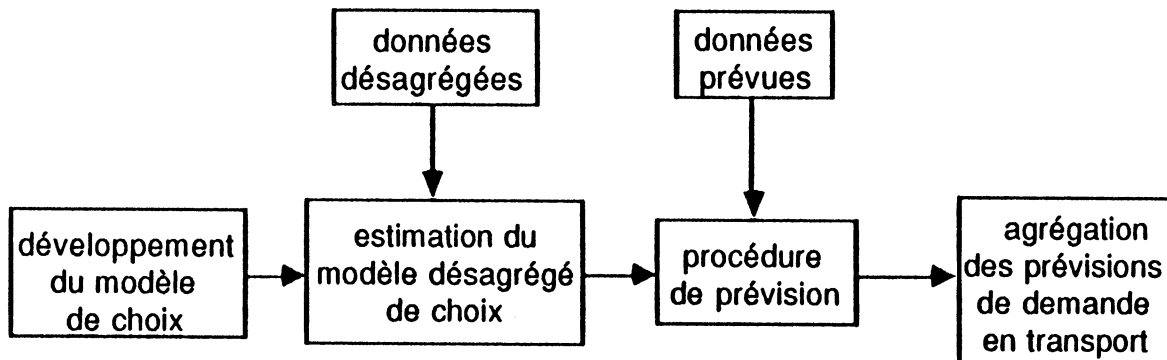 données
désagrégées
données
prévues
développement
du modèle
de choix
estimation du
modèle désagrégé
de choix
procédure
de prévision
agrégation
des prévisions
de demande
en transport